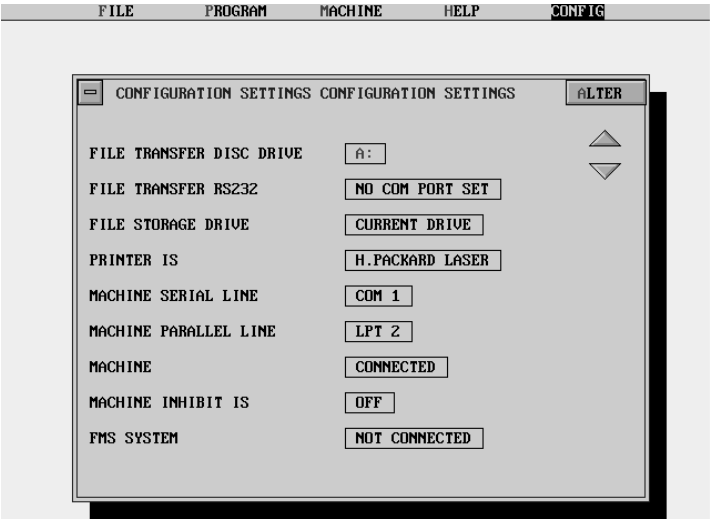 FILE PROGRAM MACHINE HELP CONFIG
CONFIGURATION SETTINGS CONFIGURATION SETTINGS ALTER
FILE TRANSFER DISC DRIVE A:
FILE TRANSFER RS232 NO COM PORT SET
FILE STORAGE DRIVE CURRENT DRIVE
PRINTER IS H.PACKARD LASER
MACHINE SERIAL LINE COM 1
MACHINE PARALLEL LINE LPT 2
MACHINE CONNECTED
MACHINE INHIBIT IS OFF
FMS SYSTEM NOT CONNECTED